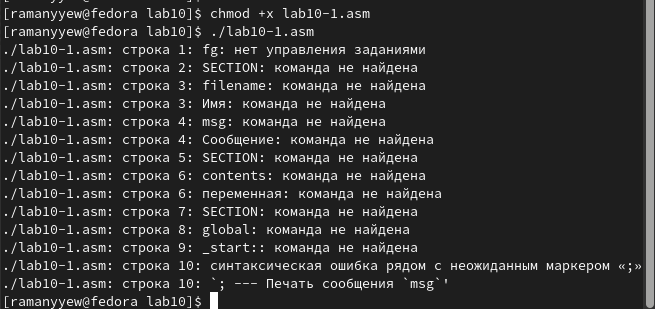 [ramanyyew@fedora lab10]$ chmod +x lab10-1.asm
[ramanyyew@fedora lab10]$ ./lab10-1.asm
./lab10-1.asm: строка 1: fg: нет управления заданиями
./lab10-1.asm: строка 2: SECTION: команда не найдена
./lab10-1.asm: строка 3: filename: команда не найдена
./lab10-1.asm: строка 3: Имя: команда не найдена
./lab10-1.asm: строка 4: msg: команда не найдена
./lab10-1.asm: строка 4: Сообщение: команда не найдена
./lab10-1.asm: строка 5: SECTION: команда не найдена
./lab10-1.asm: строка 6: contents: команда не найдена
./lab10-1.asm: строка 6: переменная: команда не найдена
./lab10-1.asm: строка 7: SECTION: команда не найдена
./lab10-1.asm: строка 8: global: команда не найдена
./lab10-1.asm: строка 9: _start:: команда не найдена
./lab10-1.asm: строка 10: синтаксическая ошибка рядом с неожиданным маркером «;»
./lab10-1.asm: строка 10: `; --- Печать сообщения `msg`'
[ramanyyew@fedora lab10]$